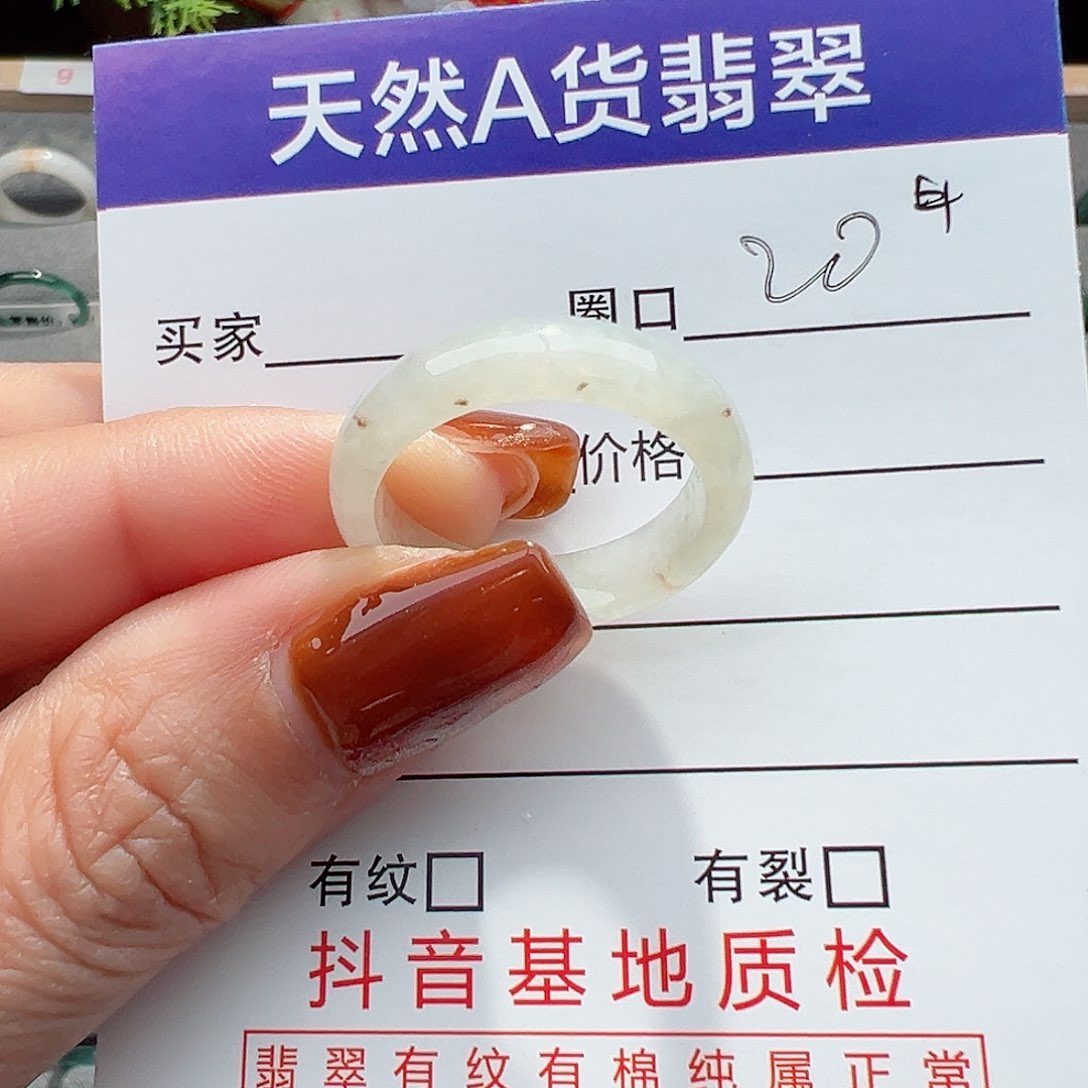 9
天然A货翡翠
买家
圈口 20
价格
有纹□ 有裂□
抖音基地质检
翡翠有纹有棉纯属正常